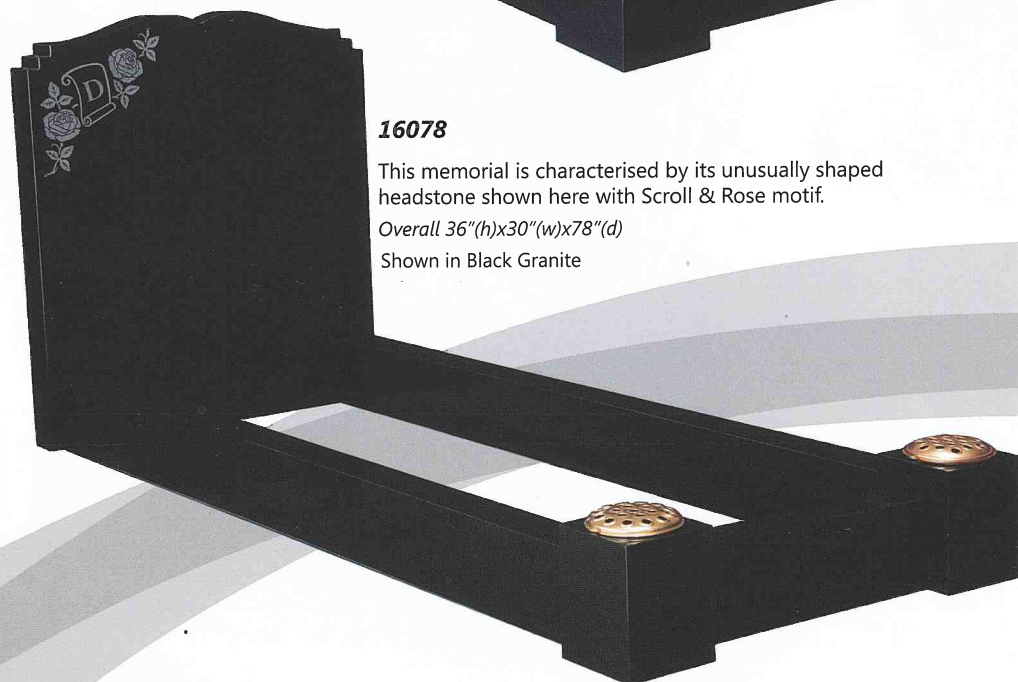 D
16078
This memorial is characterised by its unusually shaped
headstone shown here with Scroll & Rose motif.
Overall 36"(h)x30"(w)x78"(d)
Shown in Black Granite